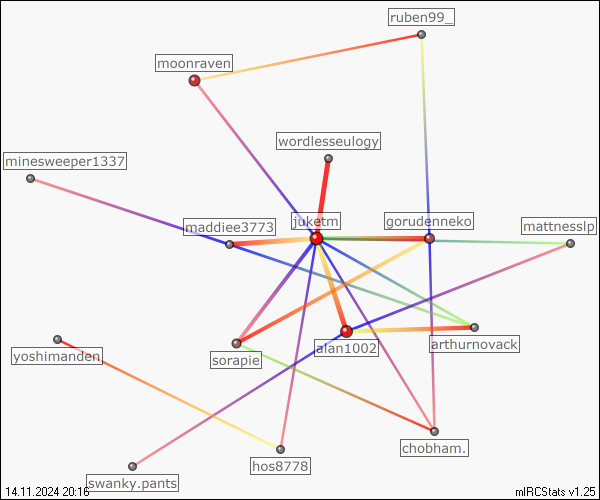 ruben99_
moonraven
wordlesseulogy
minesweeper1337
juketm
gorudenneko
maddiee3773
mattnesslp
alan1002
arthurnovack
sorapie
yoshimanden
chobham.
hos8778
swanky.pants
14.11.2024 20:16
mIRCStats v1.25